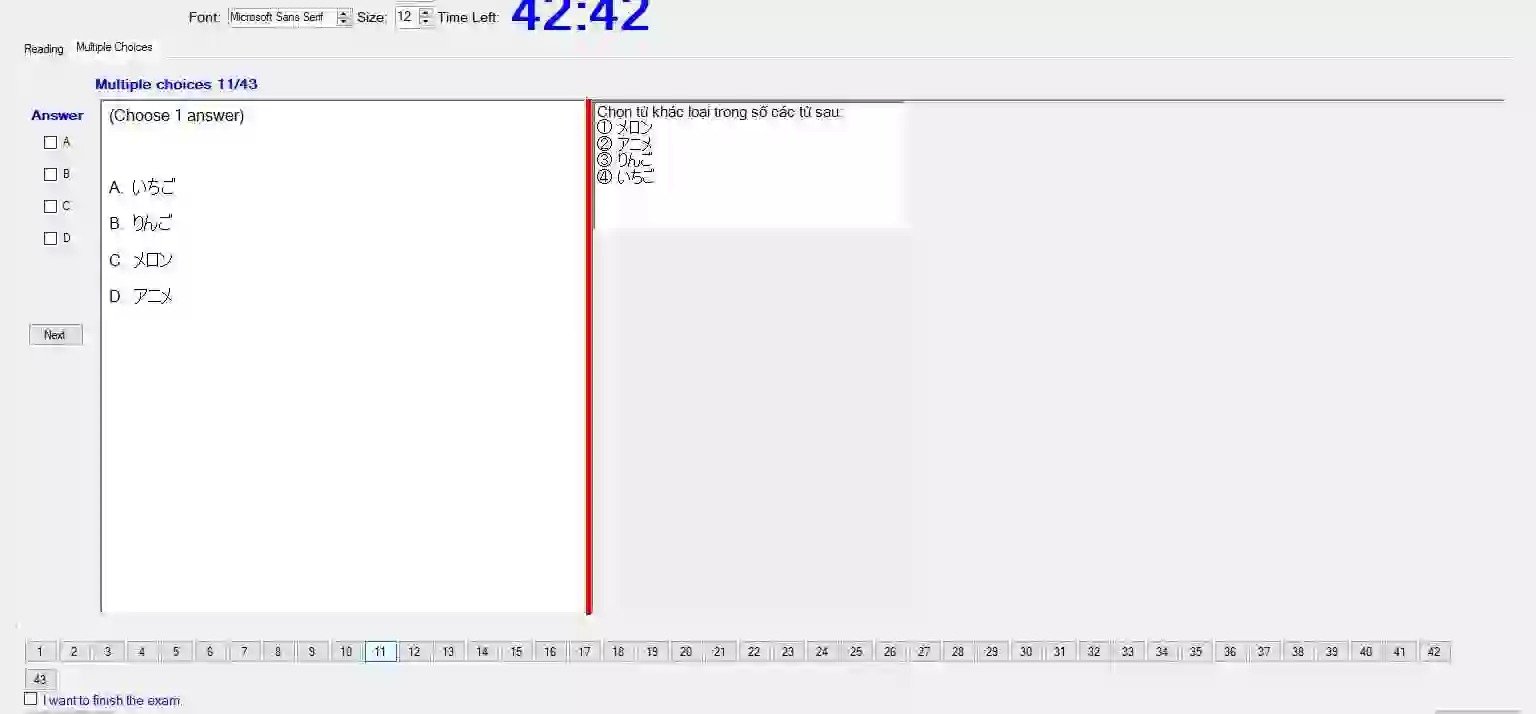 Font: Microsoft Sans Serif Size: 12 Time Left: 42:42
Reading Multiple Choices
Multiple choices 11/43
Answer
A
B
C
D
Next
(Choose 1 answer)
A. いちご
B. りんご
C. メロン
D. アニメ
Chọn từ khác loại trong số các từ sau:
① メロン
② アニメ
③ りんご
④ いちご
1 2 3 4 5 6 7 8 9 10 11 12 13 14 15 16 17 18 19 20 21 22 23 24 25 26 27 28 29 30 31 32 33 34 35 36 37 38 39 40 41 42
43
I want to finish the exam.